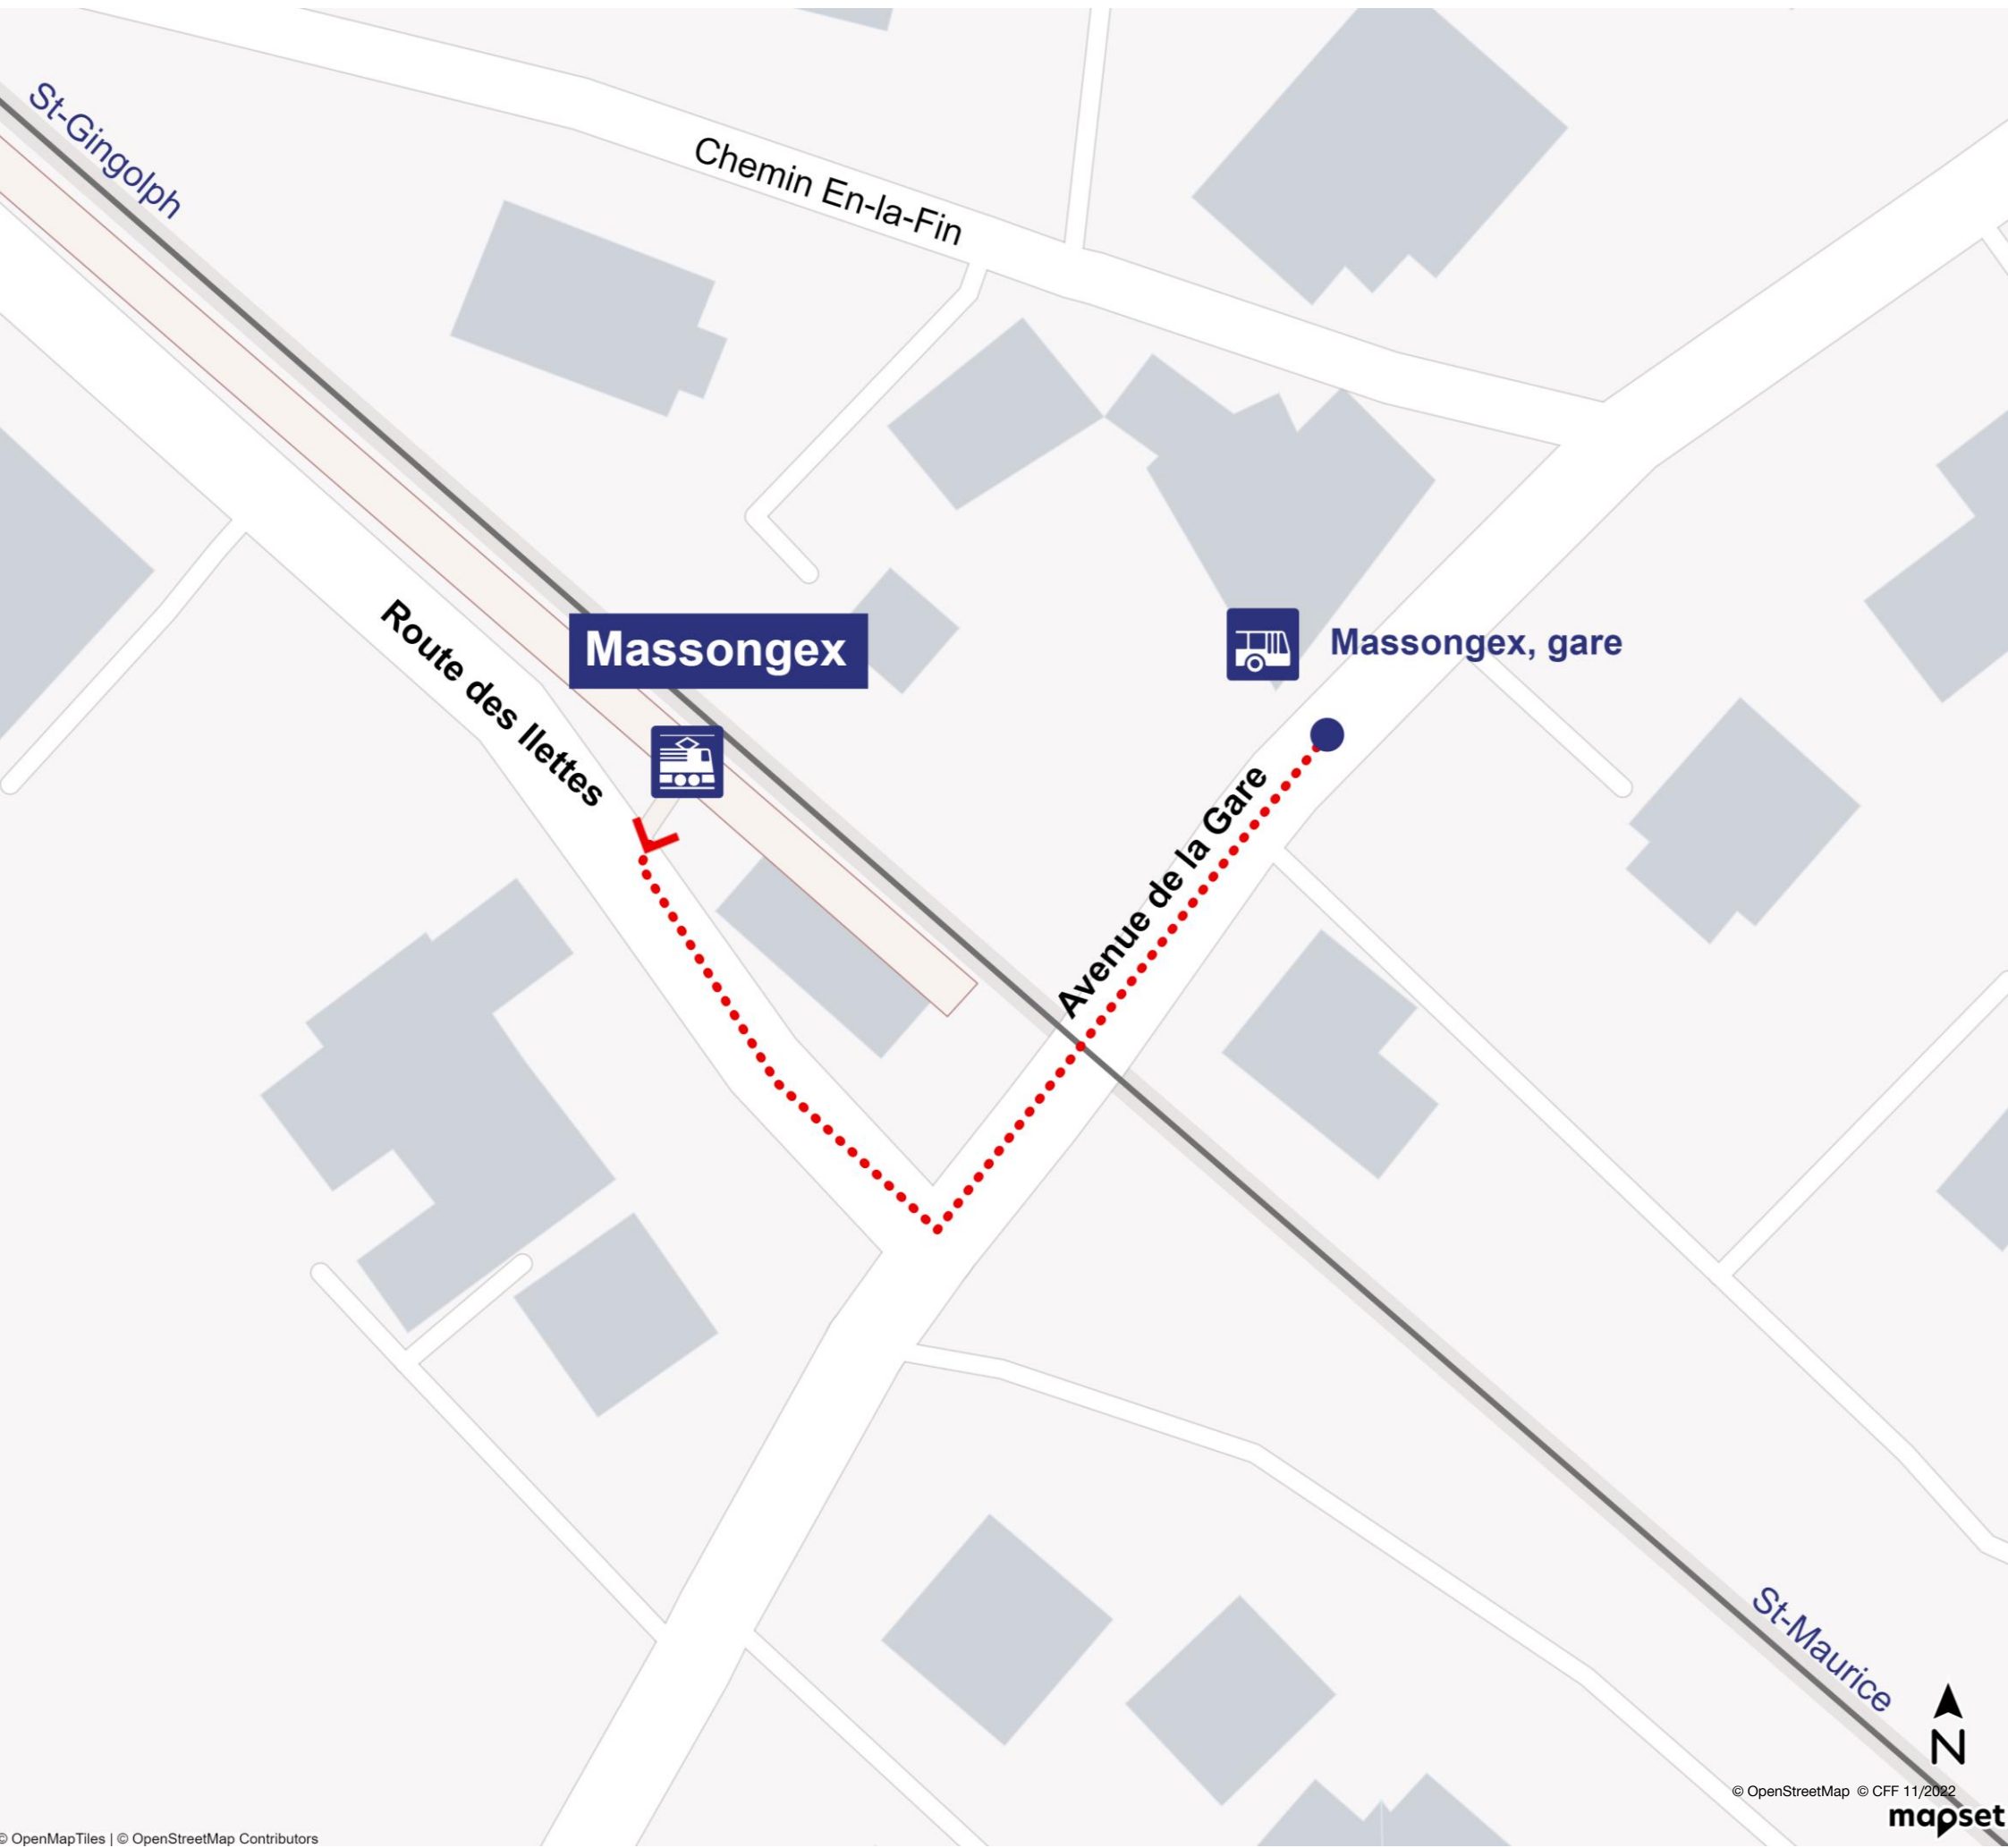 St-Gingolph
Chemin En-la-Fin
Route des Ilettes
Massongex
Massongex, gare
Avenue de la Gare
St-Maurice
N
© OpenStreetMap © CFF 11/2022
mapset
© OpenMapTiles | © OpenStreetMap Contributors